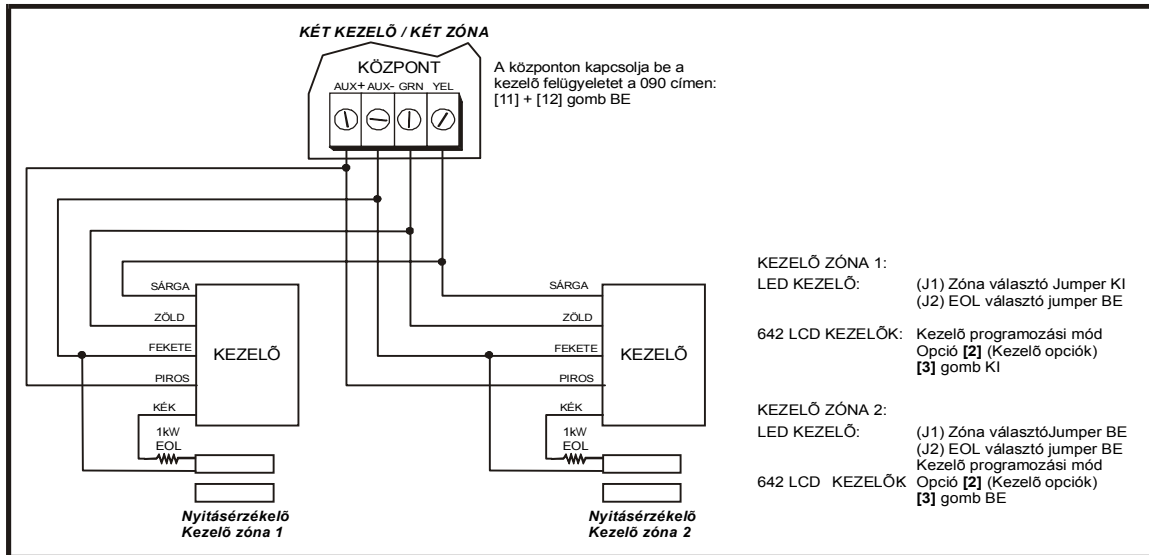 KÉT KEZELÕ / KÉT ZÓNA
KÖZPONT
AUX+ AUX- GRN YEL
A központon kapcsolja be a
kezelõ felügyeletet a 090 címen:
[11] + [12] gomb BE
SÁRGA
ZÖLD
FEKETE
PIROS
KÉK
KEZELÕ
1kW
EOL
Nyitásérzékelõ
Kezelõ zóna 1
SÁRGA
ZÖLD
FEKETE
PIROS
KÉK
KEZELÕ
1kW
EOL
Nyitásérzékelõ
Kezelõ zóna 2
KEZELÕ ZÓNA 1:
LED KEZELÕ: (J1) Zóna választó Jumper KI
(J2) EOL választó jumper BE
642 LCD KEZELÕK: Kezelõ programozási mód
Opció [2] (Kezelõ opciók)
[3] gomb KI
KEZELÕ ZÓNA 2:
LED KEZELÕ: (J1) Zóna választóJumper BE
(J2) EOL választó jumper BE
Kezelõ programozási mód
642 LCD KEZELÕK Opció [2] (Kezelõ opciók)
[3] gomb BE